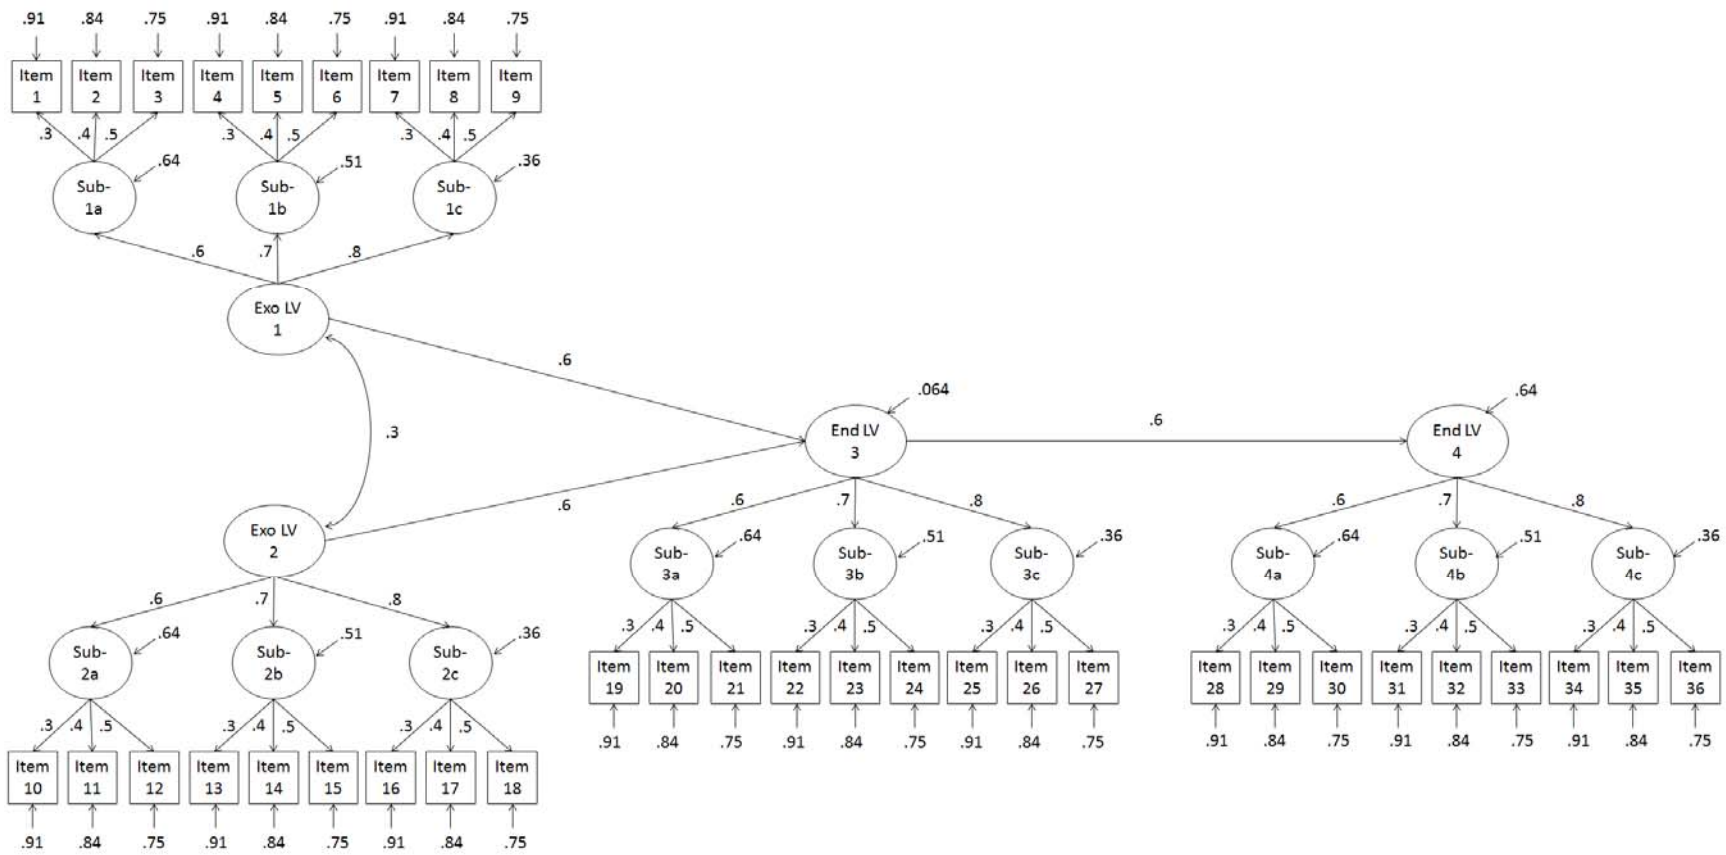 .91 .84 .75 .91 .84 .75 .91 .84 .75
Item 1
Item 2
Item 3
Item 4
Item 5
Item 6
Item 7
Item 8
Item 9
.3 .4 .5 .3 .4 .5 .3 .4 .5
.64 .51 .36
Sub-
1a
Sub-
1b
Sub-
1c
.6 .7 .8
Exo LV
1
.6
.3
Exo LV
2
.6
.064
End LV
3
.6
.64
End LV
4
.6 .7 .8
.64 .51 .36
Sub-
2a
Sub-
2b
Sub-
2c
.3 .4 .5 .3 .4 .5 .3 .4 .5
Item 10
Item 11
Item 12
Item 13
Item 14
Item 15
Item 16
Item 17
Item 18
.91 .84 .75 .91 .84 .75 .91 .84 .75
.6 .7 .8
.64 .51 .36
Sub-
3a
Sub-
3b
Sub-
3c
.3 .4 .5 .3 .4 .5 .3 .4 .5
Item 19
Item 20
Item 21
Item 22
Item 23
Item 24
Item 25
Item 26
Item 27
.91 .84 .75 .91 .84 .75 .91 .84 .75
.6 .7 .8
.64 .51 .36
Sub-
4a
Sub-
4b
Sub-
4c
.3 .4 .5 .3 .4 .5 .3 .4 .5
Item 28
Item 29
Item 30
Item 31
Item 32
Item 33
Item 34
Item 35
Item 36
.91 .84 .75 .91 .84 .75 .91 .84 .75